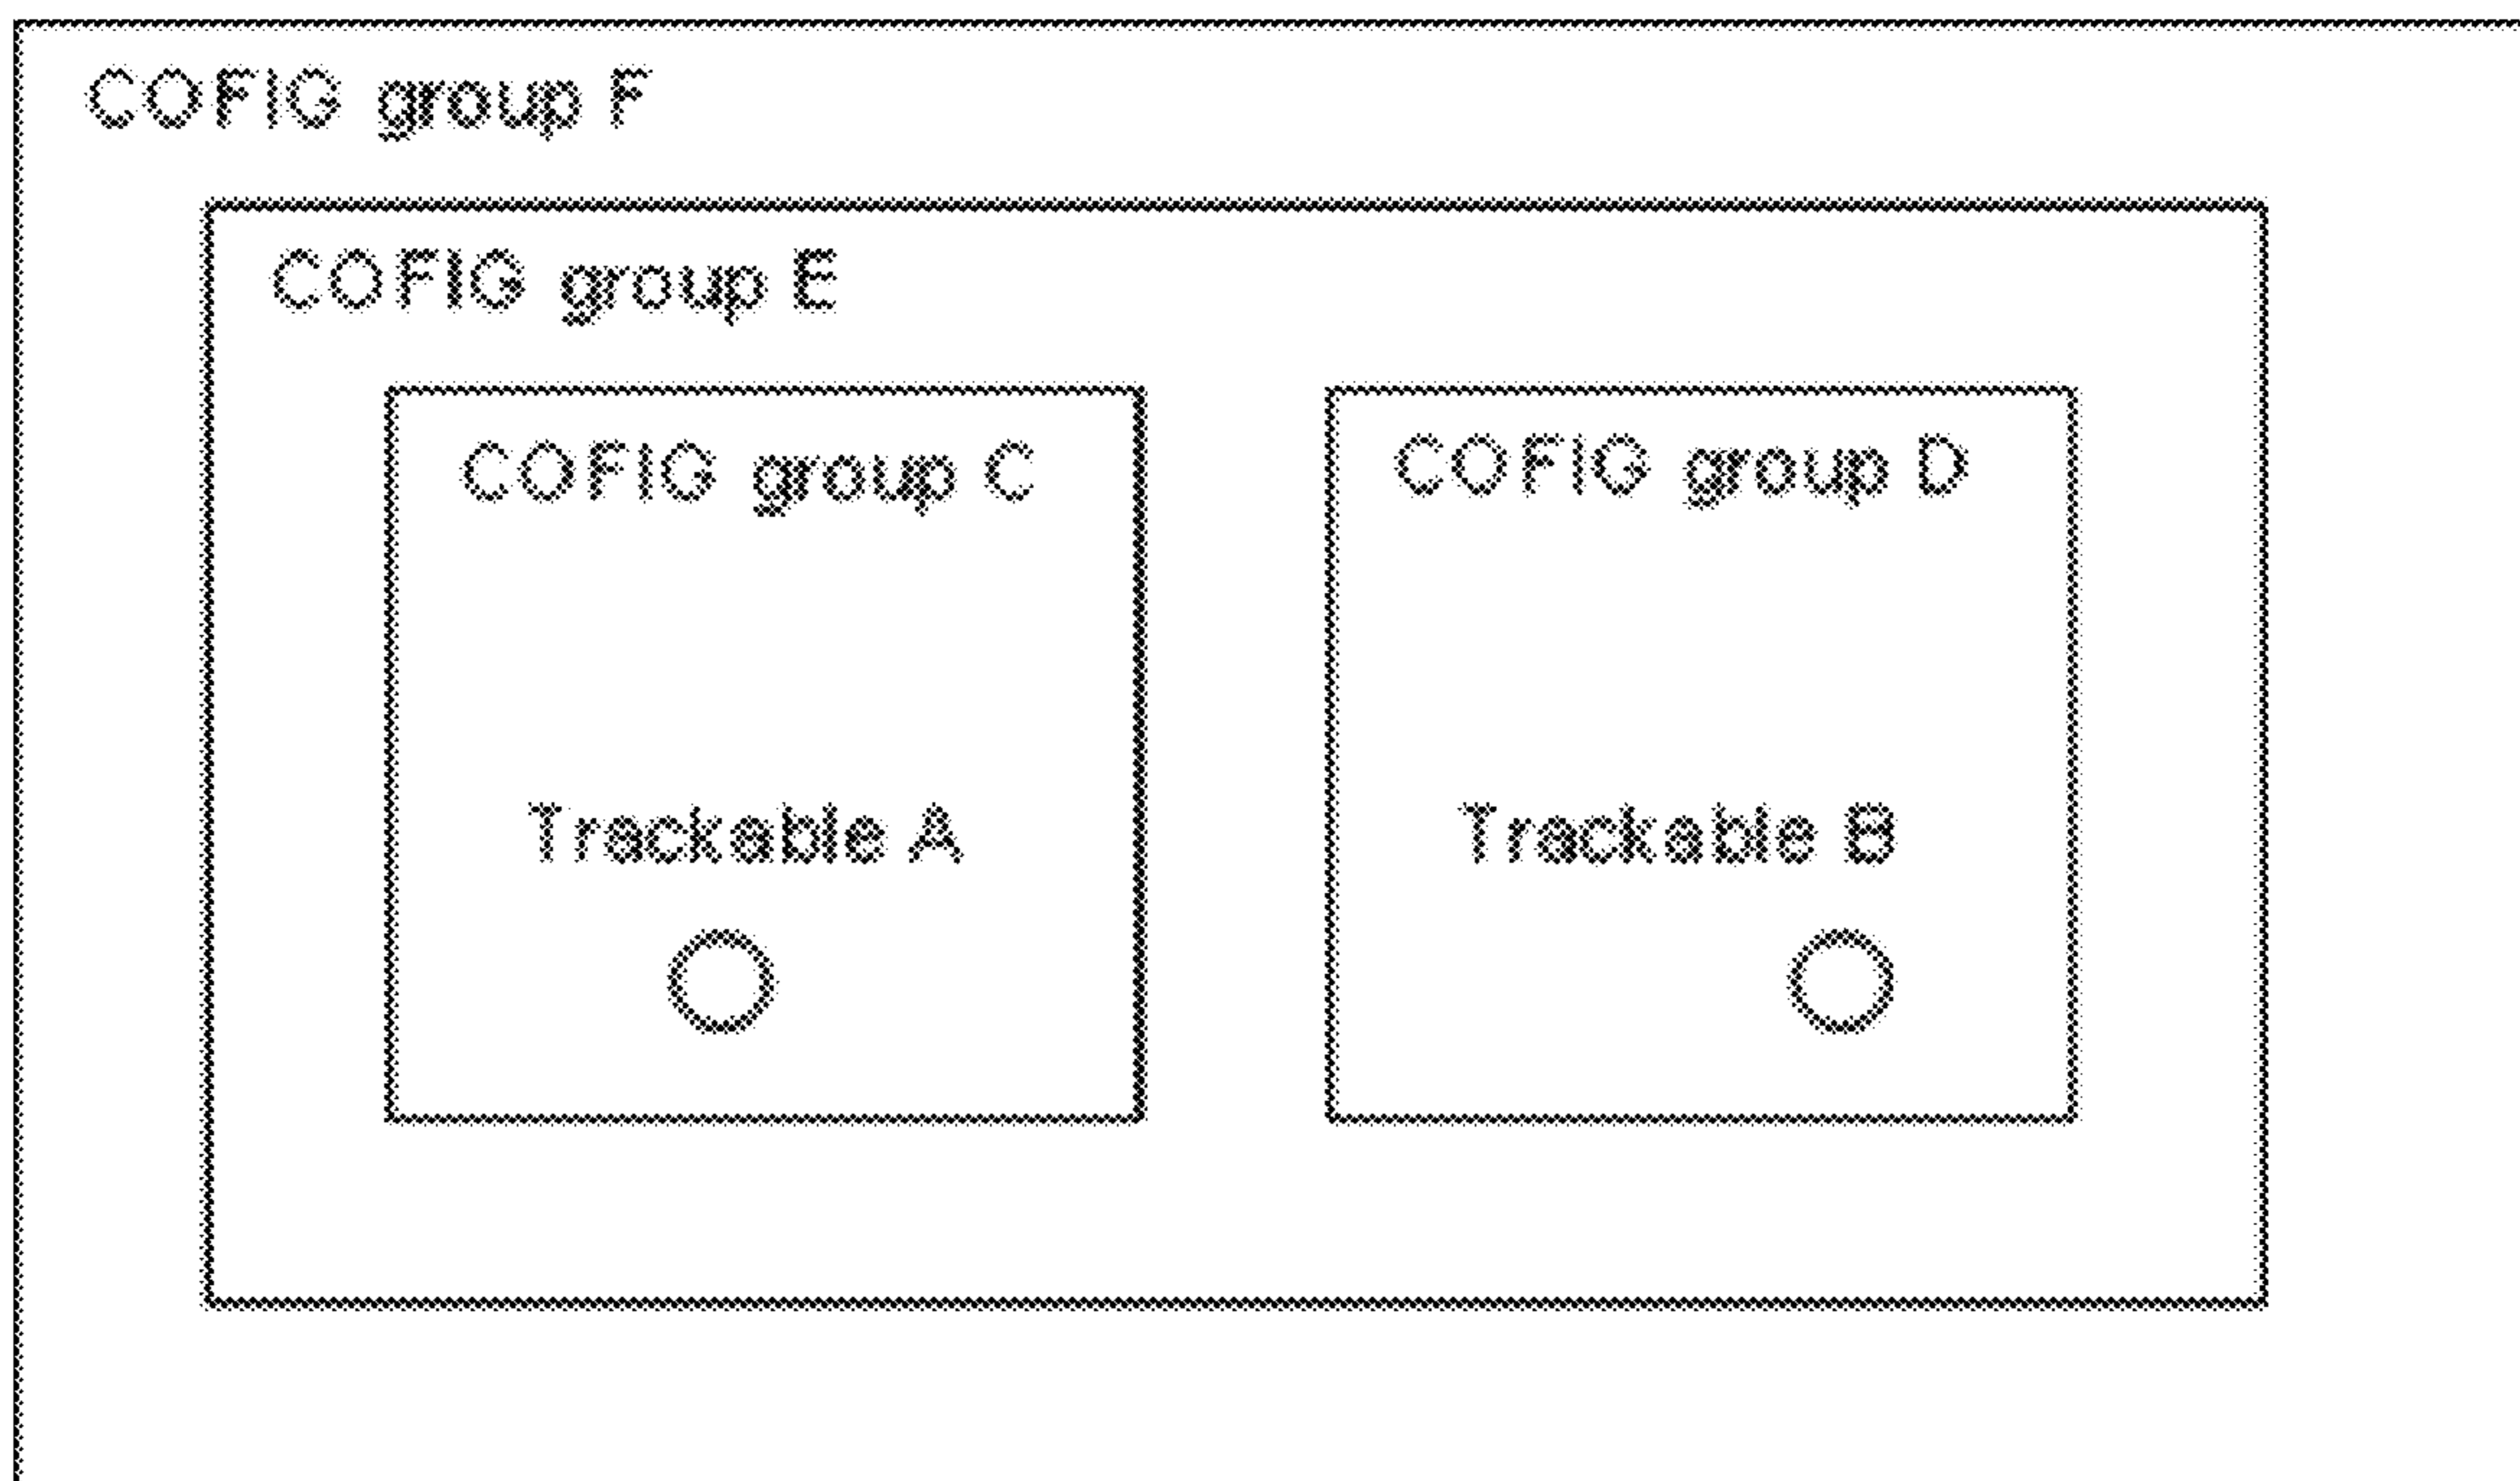 COFIG group F
COFIG group E
COFIG group C
COFIG group D
Trackable A
Trackable B